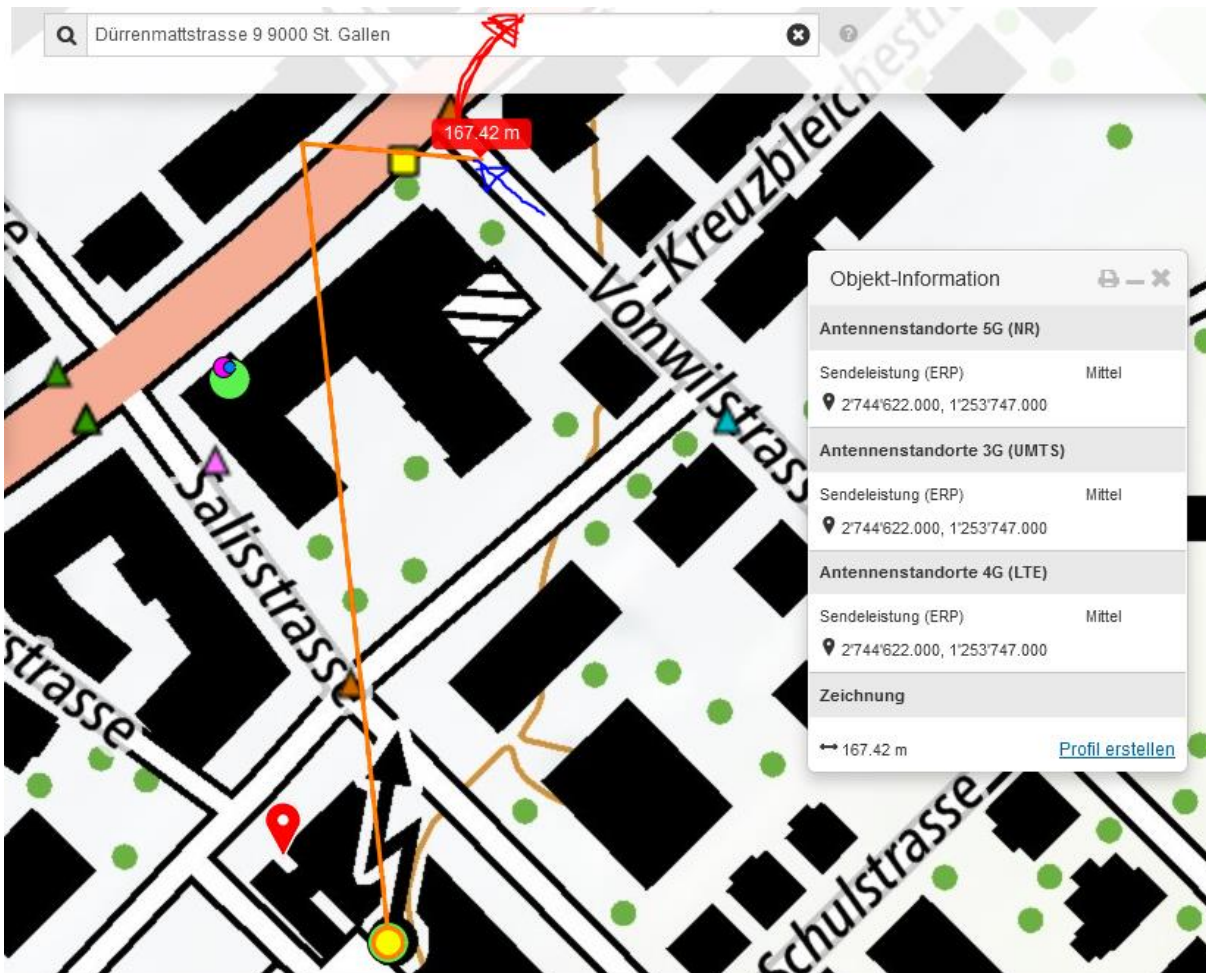 Dürrenmattstrasse 9 9000 St. Gallen
167.42 m
Kreuzbleichestr
Vonwilstrass
e
Salisstrasse
strasse
Schulstrasse
Objekt-Information
Antennenstandorte 5G (NR)
Sendeleistung (ERP) Mittel
2'744'622.000, 1'253'747.000
Antennenstandorte 3G (UMTS)
Sendeleistung (ERP) Mittel
2'744'622.000, 1'253'747.000
Antennenstandorte 4G (LTE)
Sendeleistung (ERP) Mittel
2'744'622.000, 1'253'747.000
Zeichnung
167.42 m Profil erstellen